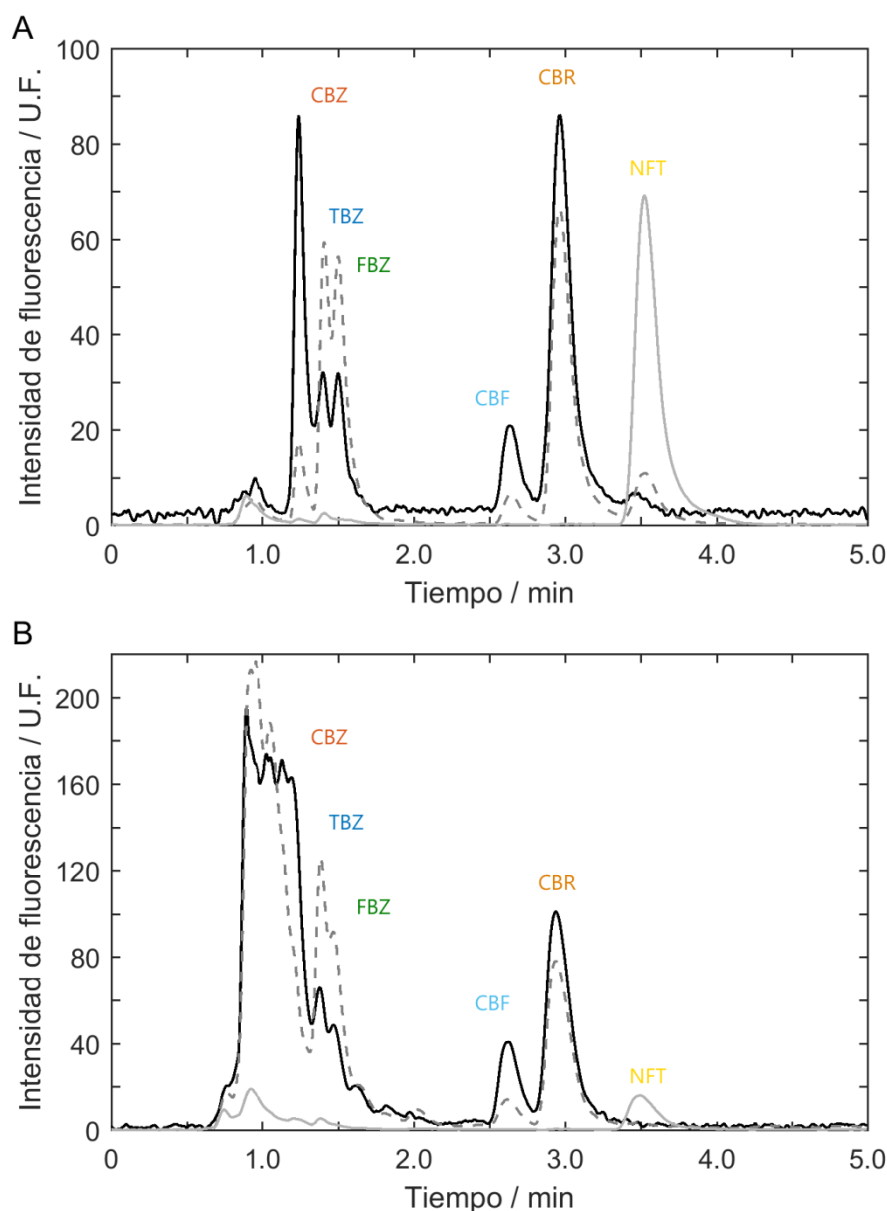 A
Intensidad de fluorescencia / U.F.
100
80
60
40
20
0
CBZ
TBZ
FBZ
CBF
CBR
NFT
0
1.0
2.0
3.0
4.0
5.0
Tiempo / min
B
Intensidad de fluorescencia / U.F.
200
160
120
80
40
0
CBZ
TBZ
FBZ
CBF
CBR
NFT
0
1.0
2.0
3.0
4.0
5.0
Tiempo / min